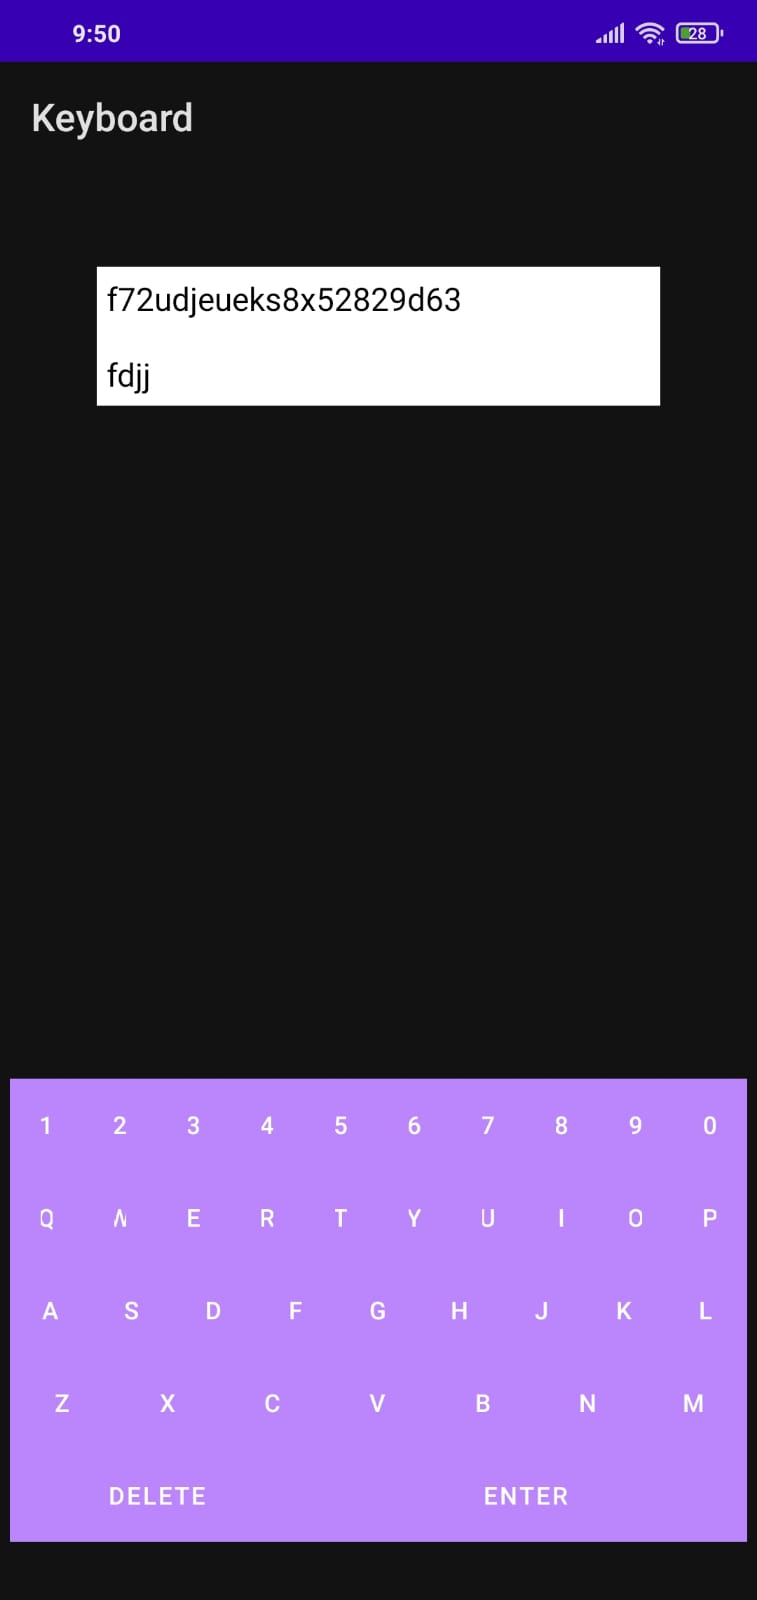 9:50
28
Keyboard
f72udjeueks8x52829d63
fdjj
1 2 3 4 5 6 7 8 9 0
Q W E R T Y U I O P
A S D F G H J K L
Z X C V B N M
DELETE ENTER